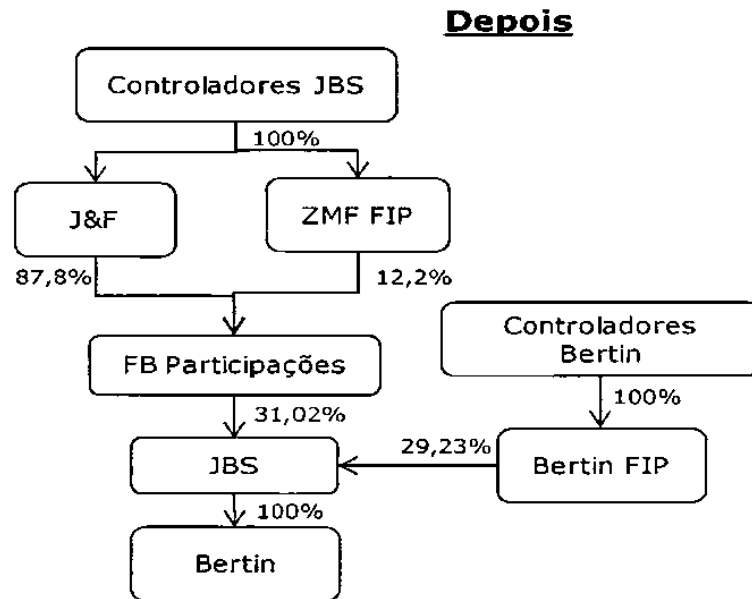 Depois
Controladores JBS
100%
J&F
ZMF FIP
87,8%
12,2%
FB Participações
Controladores
Bertin
31,02%
100%
JBS
29,23%
Bertin FIP
100%
Bertin